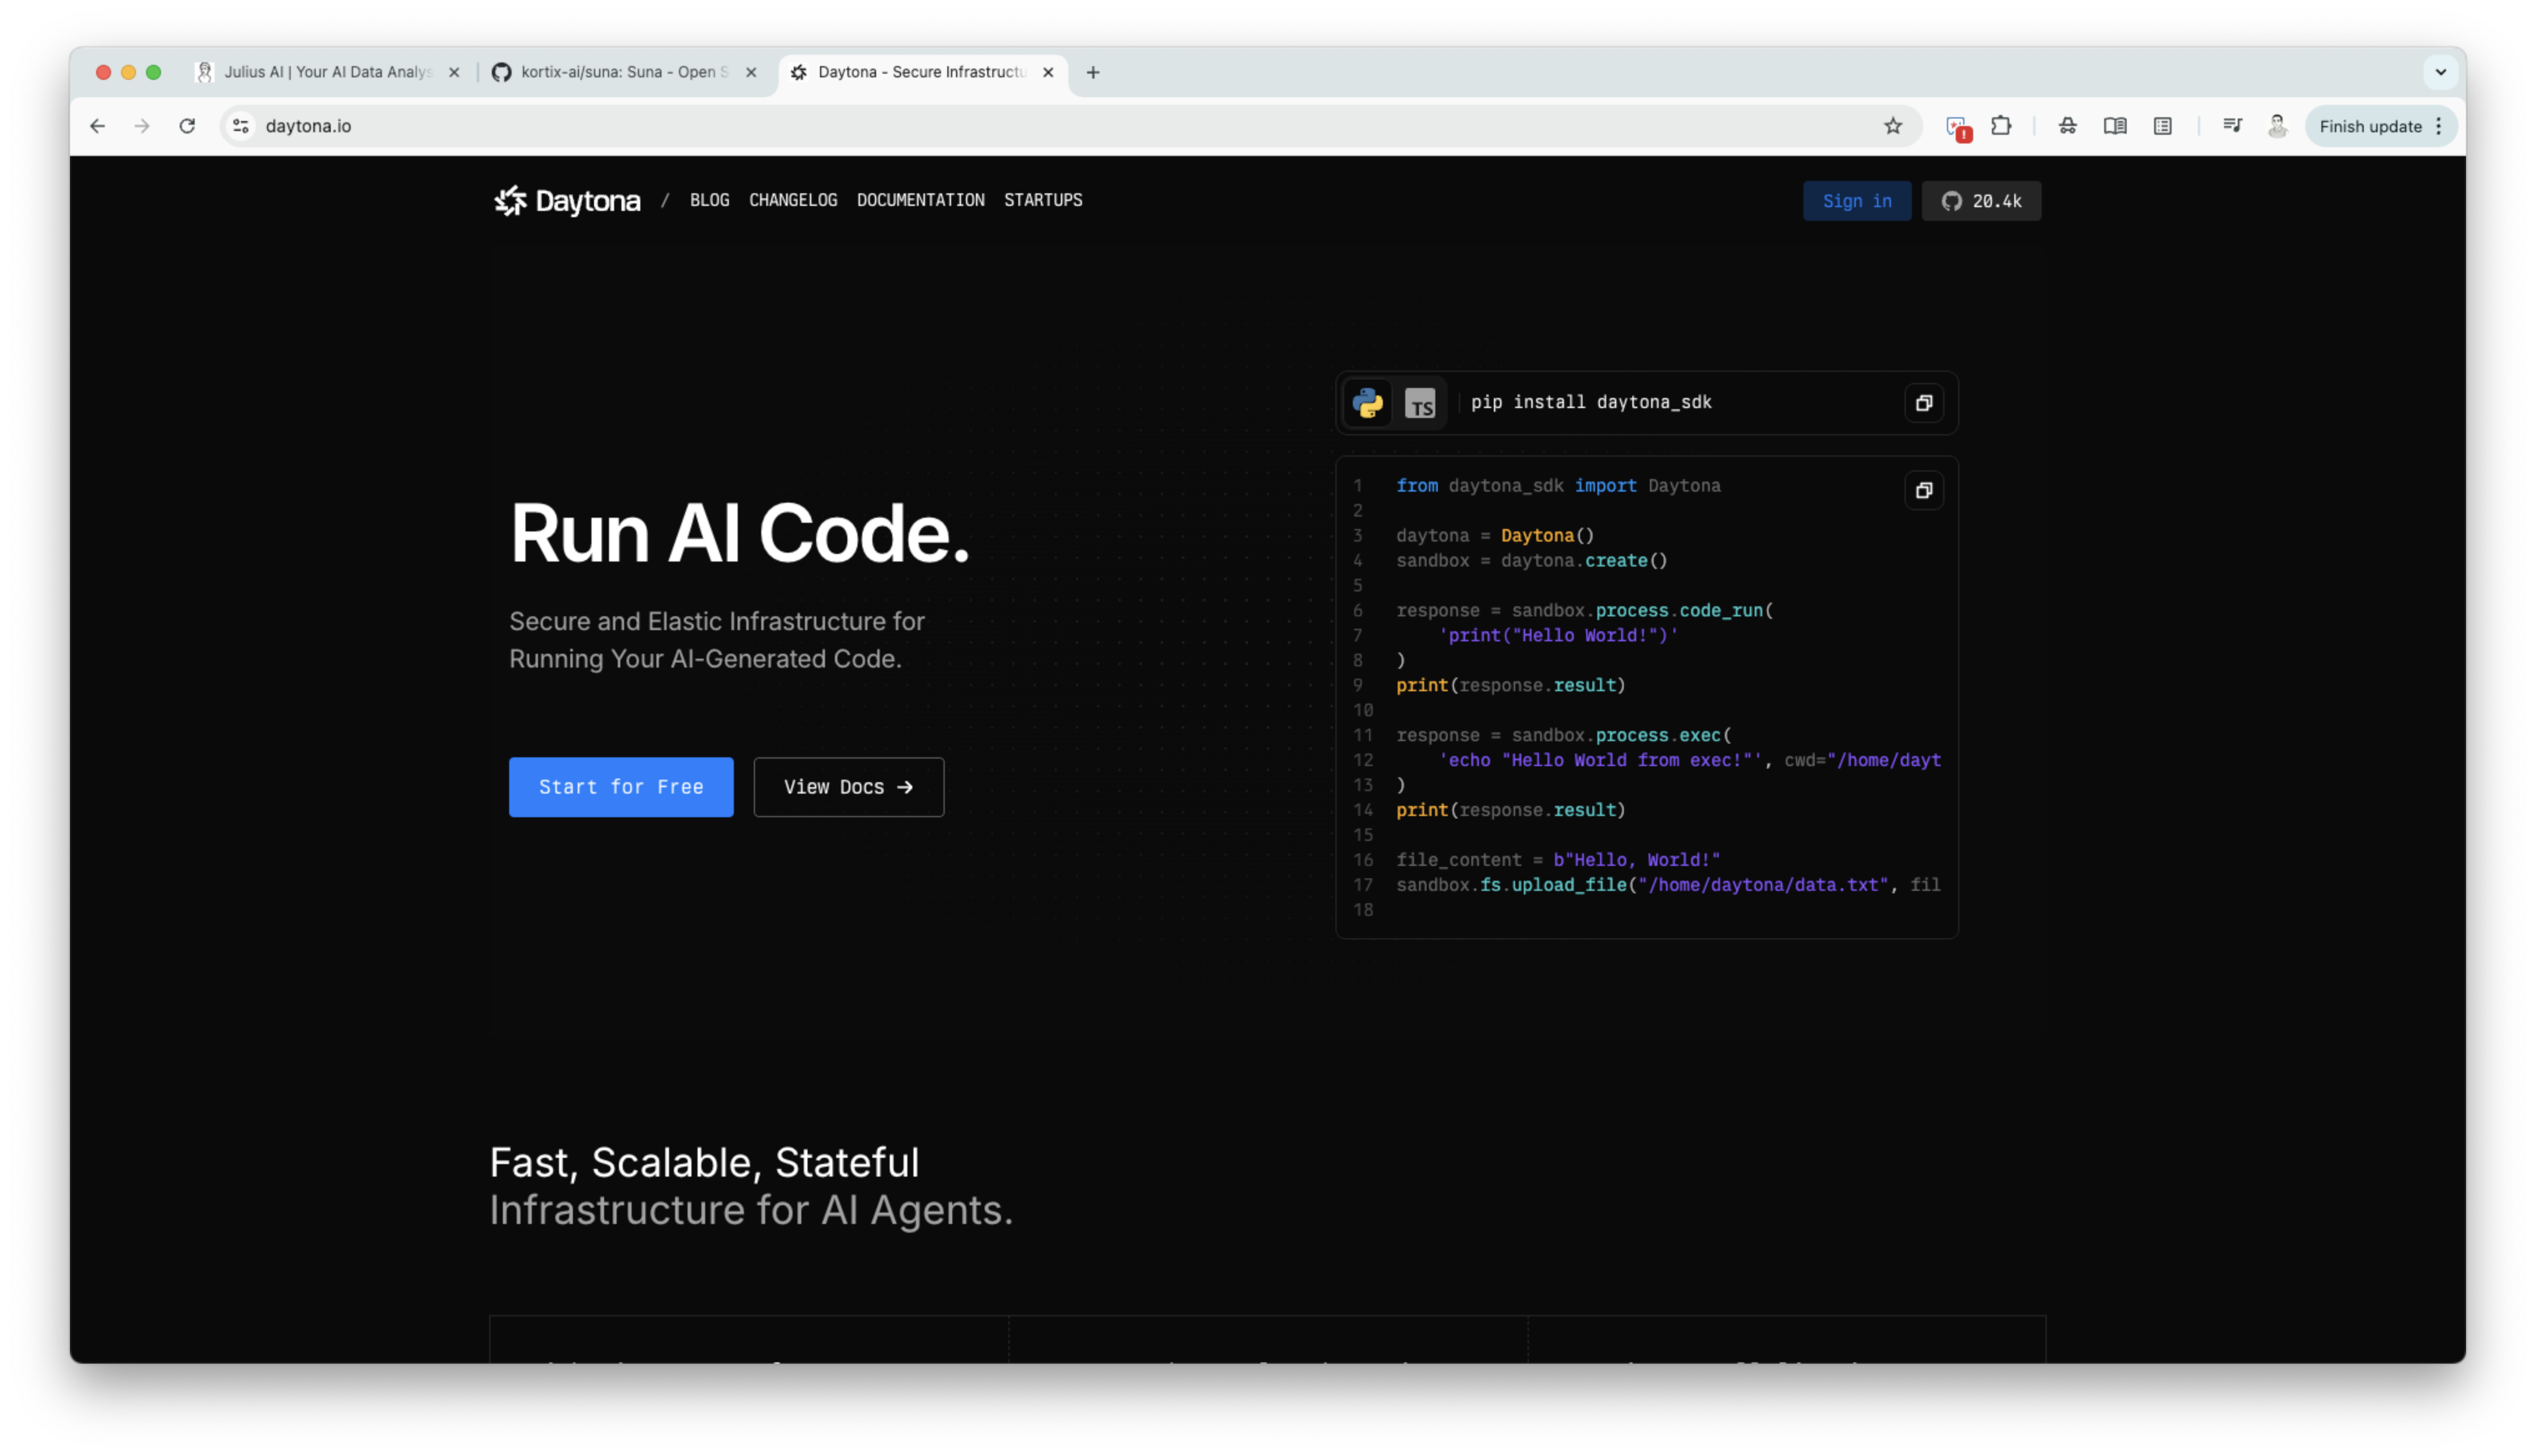 Julius AI | Your AI Data Analys
kortix-ai/suna: Suna - Open S
Daytona - Secure Infrastructu
daytona.io
Finish update
Daytona / BLOG CHANGELOG DOCUMENTATION STARTUPS
Sign in
20.4k
Run AI Code.
Secure and Elastic Infrastructure for
Running Your AI-Generated Code.
Start for Free
View Docs →
TS
pip install daytona_sdk
1 from daytona_sdk import Daytona
2
3 daytona = Daytona()
4 sandbox = daytona.create()
5
6 response = sandbox.process.code_run(
7 'print("Hello World!")'
8 )
9 print(response.result)
10
11 response = sandbox.process.exec(
12 'echo "Hello World from exec!"', cwd="/home/dayt
13 )
14 print(response.result)
15
16 file_content = b"Hello, World!"
17 sandbox.fs.upload_file("/home/daytona/data.txt", fil
18
Fast, Scalable, Stateful
Infrastructure for AI Agents.